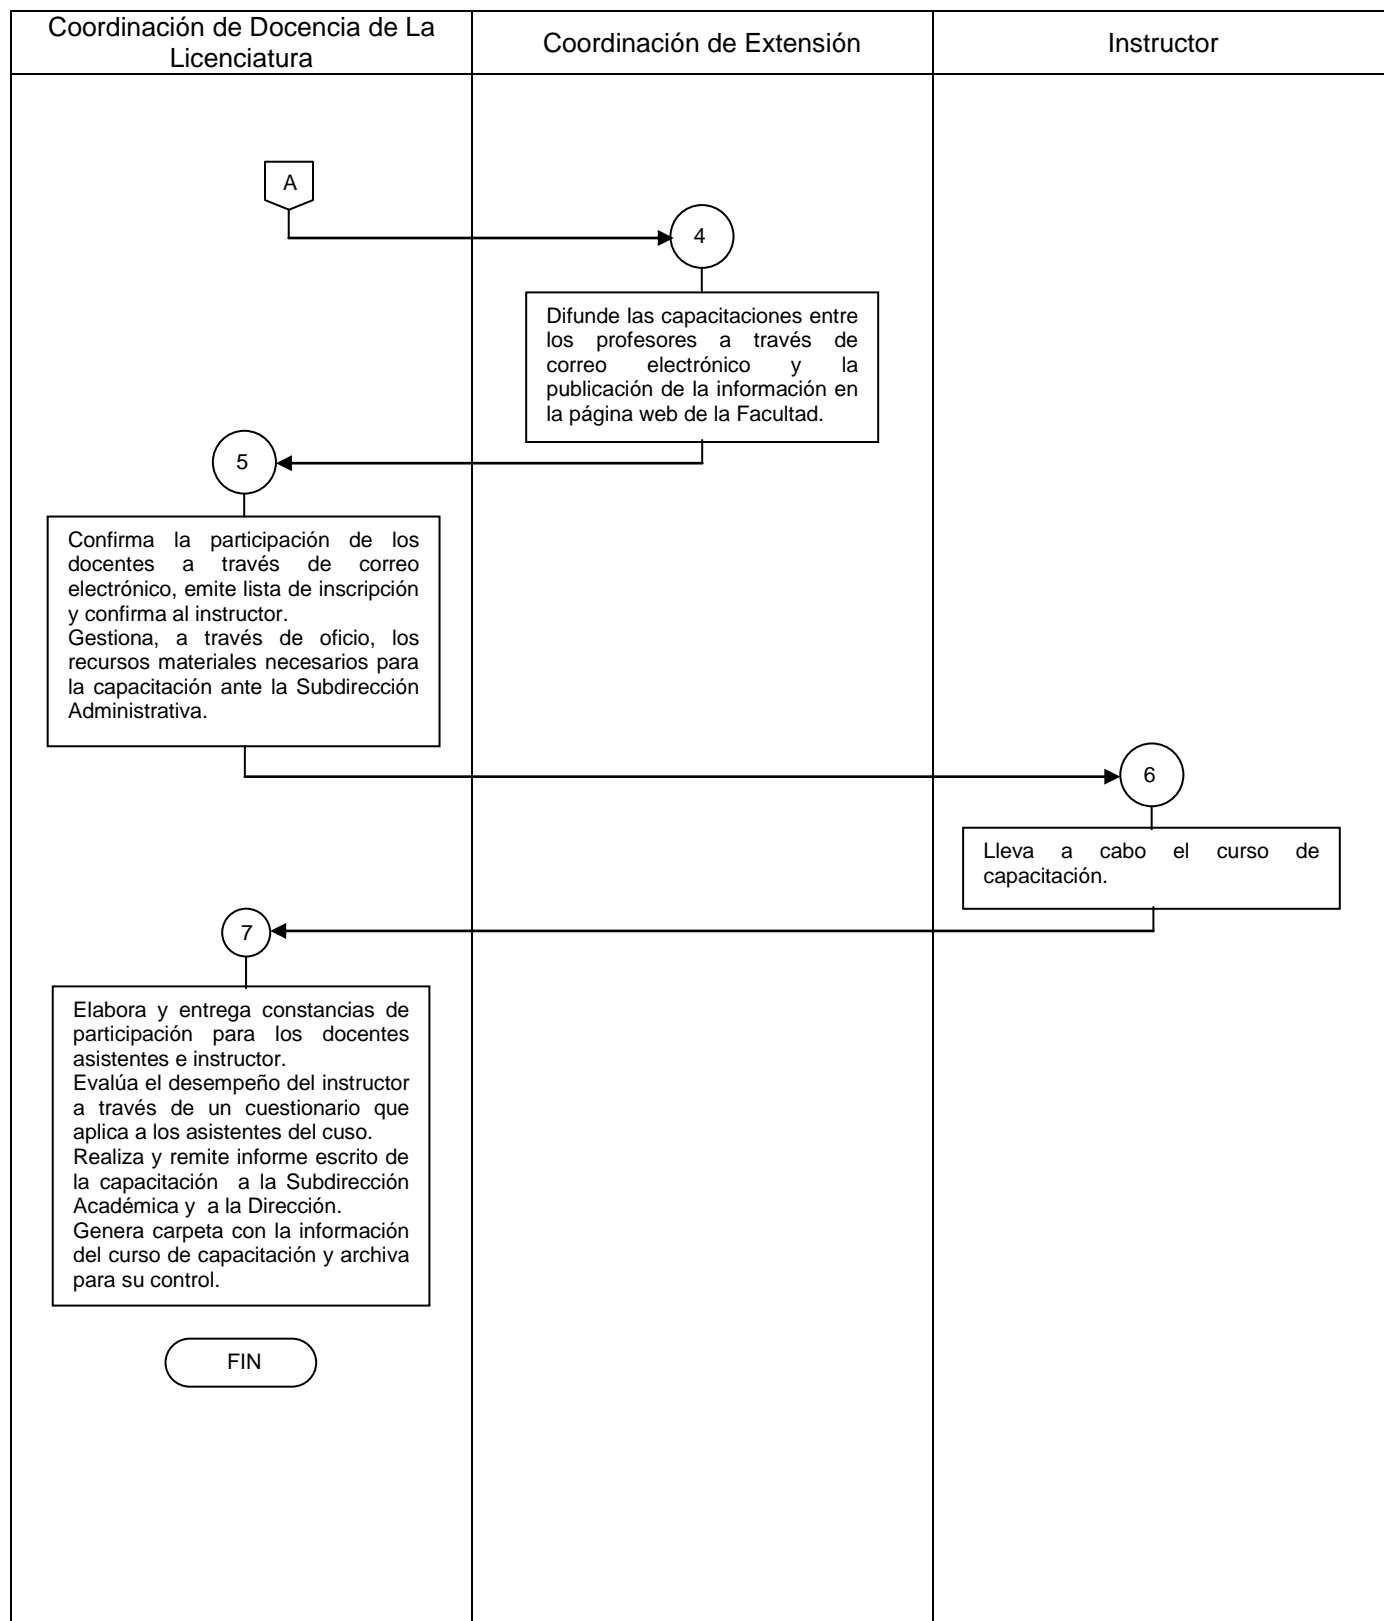 Coordinación de Docencia de La
Licenciatura
Coordinación de Extensión
Instructor
A
4
Difunde las capacitaciones entre
los profesores a través de
correo electrónico y la
publicación de la información en
la página web de la Facultad.
5
Confirma la participación de los
docentes a través de correo
electrónico, emite lista de inscripción
y confirma al instructor.
Gestiona, a través de oficio, los
recursos materiales necesarios para
la capacitación ante la Subdirección
Administrativa.
6
Lleva a cabo el curso de
capacitación.
7
Elabora y entrega constancias de
participación para los docentes
asistentes e instructor.
Evalúa el desempeño del instructor
a través de un cuestionario que
aplica a los asistentes del cuso.
Realiza y remite informe escrito de
la capacitación a la Subdirección
Académica y a la Dirección.
Genera carpeta con la información
del curso de capacitación y archiva
para su control.
FIN